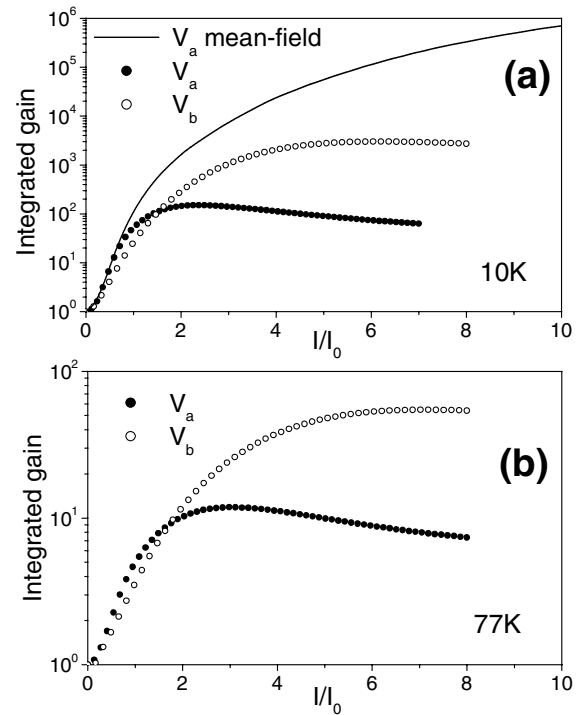 10^6
10^5
10^4
10^3
10^2
10^1
10^0
Integrated gain
V_a mean-field
V_a
V_b
(a)
10K
0 2 4 6 8 10
I/I_0
10^2
10^1
10^0
Integrated gain
V_a
V_b
(b)
77K
0 2 4 6 8 10
I/I_0